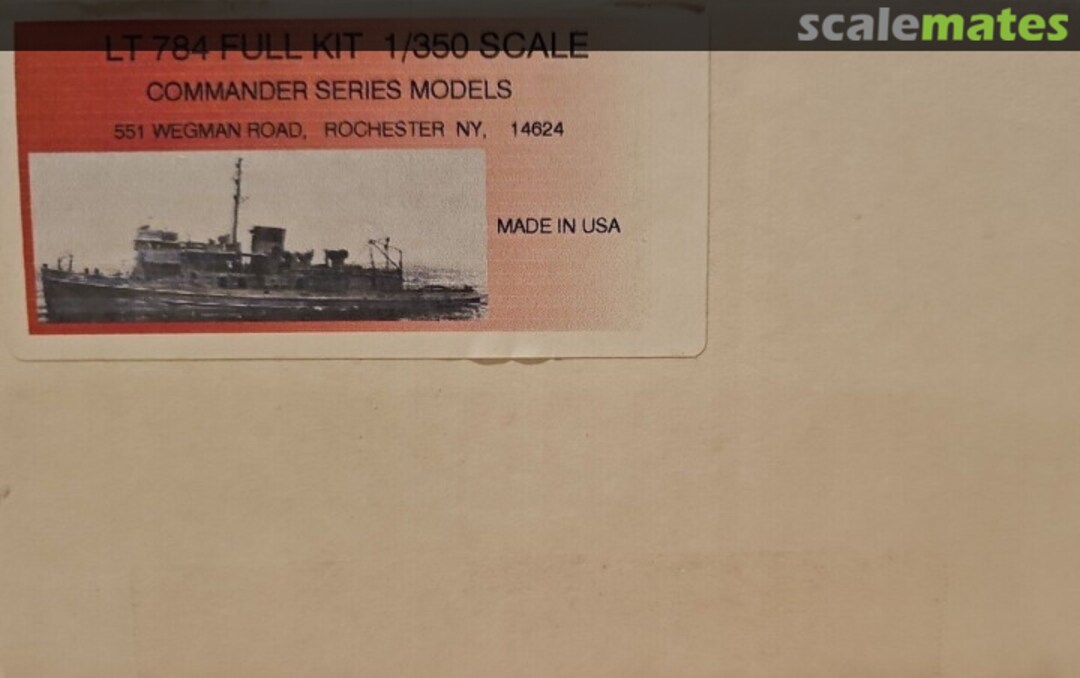 scalemates
LT 784 FULL KIT 1/350 SCALE
COMMANDER SERIES MODELS
551 WEGMAN ROAD, ROCHESTER NY, 14624
MADE IN USA